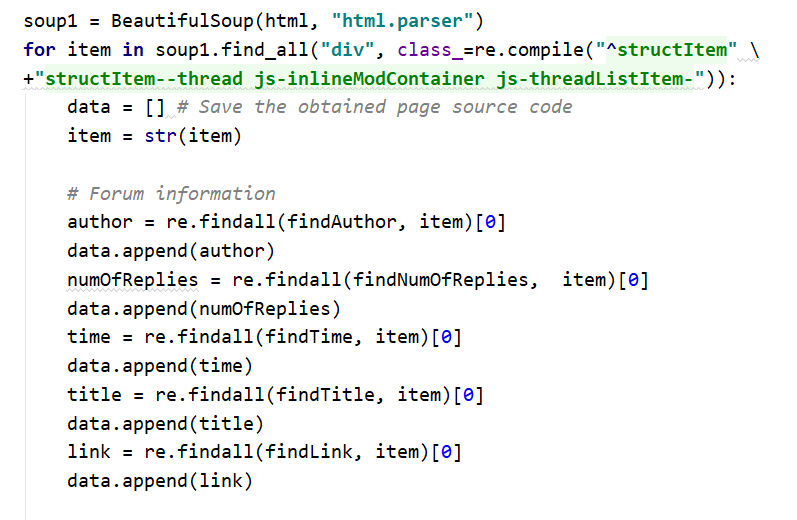 soup1 = BeautifulSoup(html, "html.parser")
for item in soup1.find_all("div", class_=re.compile("^structItem" \
+"structItem--thread js-inlineModContainer js-threadListItem-")):
    data = [] # Save the obtained page source code
    item = str(item)

    # Forum information
    author = re.findall(findAuthor, item)[0]
    data.append(author)
    numOfReplies = re.findall(findNumOfReplies,  item)[0]
    data.append(numOfReplies)
    time = re.findall(findTime, item)[0]
    data.append(time)
    title = re.findall(findTitle, item)[0]
    data.append(title)
    link = re.findall(findLink, item)[0]
    data.append(link)